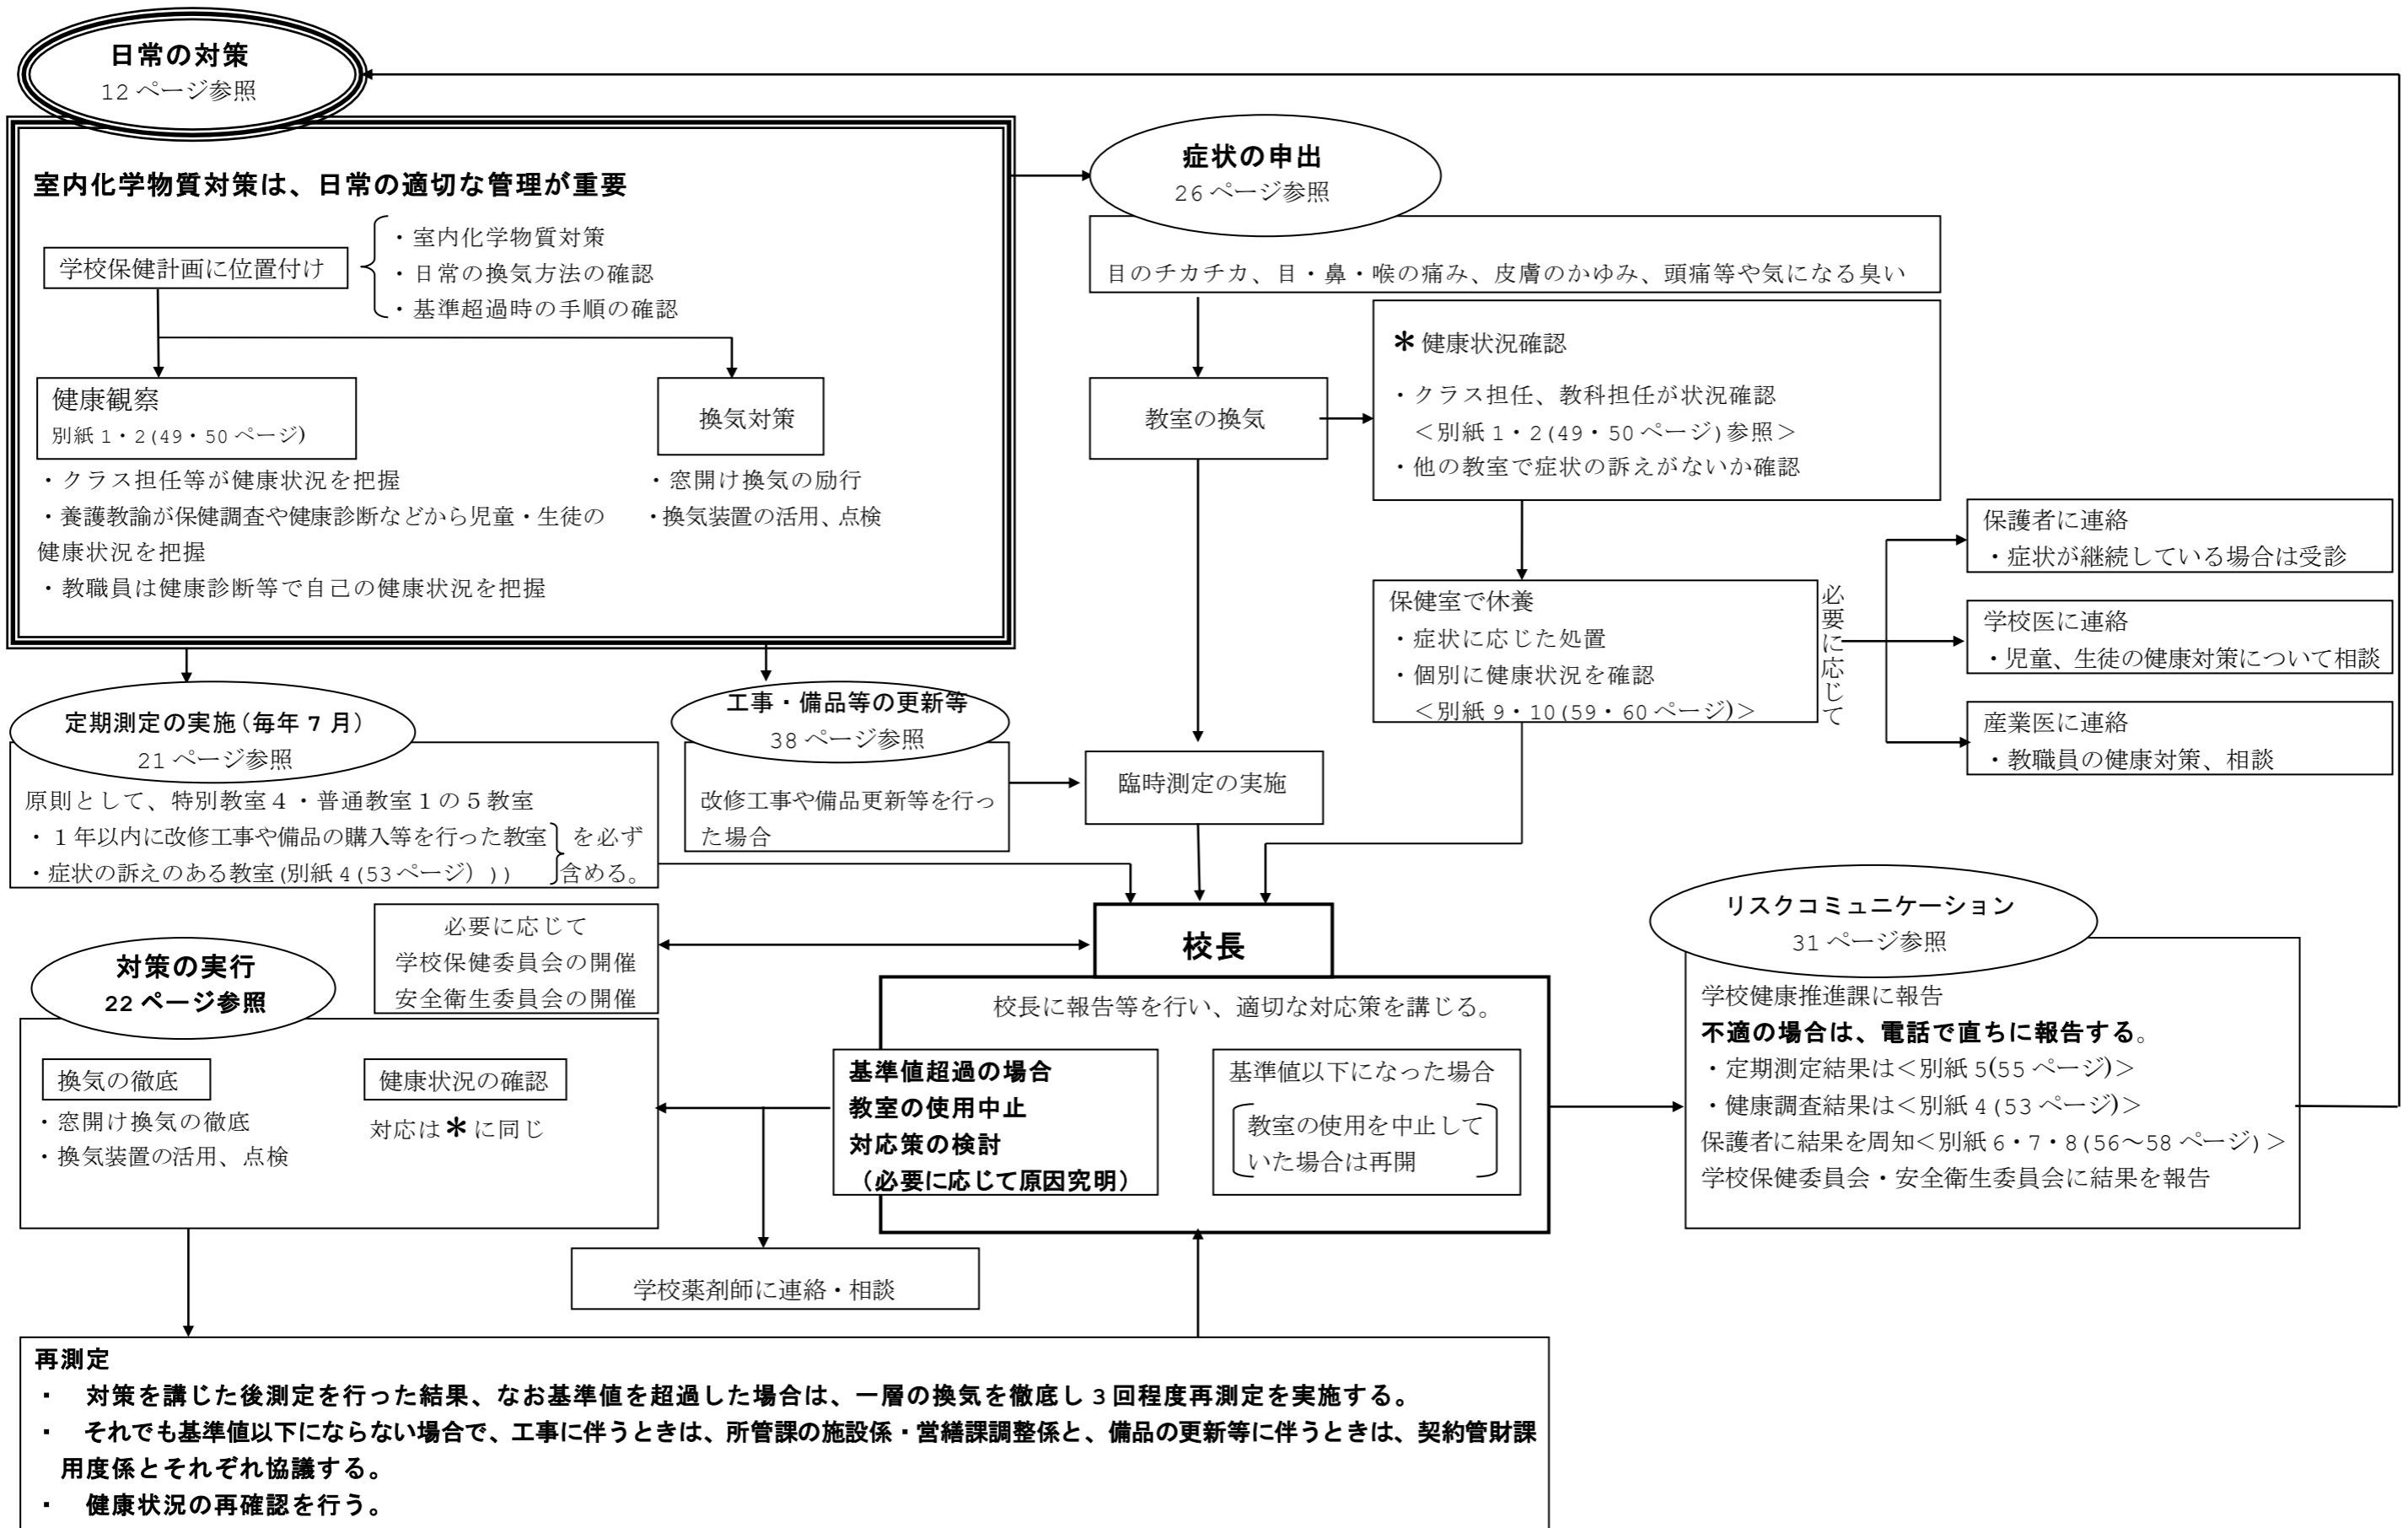 日常の対策
12 ページ参照
室内化学物質対策は、日常の適切な管理が重要
学校保健計画に位置付け
・室内化学物質対策
・日常の換気方法の確認
・基準超過時の手順の確認
健康観察
別紙 1・2(49・50 ページ)
・クラス担任等が健康状況を把握
・養護教諭が保健調査や健康診断などから児童・生徒の
健康状況を把握
・教職員は健康診断等で自己の健康状況を把握
換気対策
・窓開け換気の励行
・換気装置の活用、点検
症状の申出
26 ページ参照
目のチカチカ、目・鼻・喉の痛み、皮膚のかゆみ、頭痛等や気になる臭い
教室の換気
＊健康状況確認
・クラス担任、教科担任が状況確認
＜別紙 1・2(49・50 ページ)参照＞
・他の教室で症状の訴えがないか確認
保健室で休養
・症状に応じた処置
・個別に健康状況を確認
＜別紙 9・10(59・60 ページ)＞
必要に応じて
保護者に連絡
・症状が継続している場合は受診
学校医に連絡
・児童、生徒の健康対策について相談
産業医に連絡
・教職員の健康対策、相談
定期測定の実施(毎年 7 月)
21 ページ参照
原則として、特別教室４・普通教室１の５教室
・１年以内に改修工事や備品の購入等を行った教室
・症状の訴えのある教室(別紙 4(53 ページ）))
を必ず
含める。
工事・備品等の更新等
38 ページ参照
改修工事や備品更新等を行っ
た場合
臨時測定の実施
必要に応じて
学校保健委員会の開催
安全衛生委員会の開催
校長
校長に報告等を行い、適切な対応策を講じる。
基準値超過の場合
教室の使用中止
対応策の検討
（必要に応じて原因究明）
基準値以下になった場合
教室の使用を中止して
いた場合は再開
リスクコミュニケーション
31 ページ参照
学校健康推進課に報告
不適の場合は、電話で直ちに報告する。
・定期測定結果は＜別紙 5(55 ページ)＞
・健康調査結果は＜別紙 4(53 ページ)＞
保護者に結果を周知＜別紙 6・7・8(56～58 ページ)＞
学校保健委員会・安全衛生委員会に結果を報告
対策の実行
22 ページ参照
換気の徹底
・窓開け換気の徹底
・換気装置の活用、点検
健康状況の確認
対応は＊に同じ
学校薬剤師に連絡・相談
再測定
・ 対策を講じた後測定を行った結果、なお基準値を超過した場合は、一層の換気を徹底し 3 回程度再測定を実施する。
・ それでも基準値以下にならない場合で、工事に伴うときは、所管課の施設係・営繕課調整係と、備品の更新等に伴うときは、契約管財課
用度係とそれぞれ協議する。
・ 健康状況の再確認を行う。